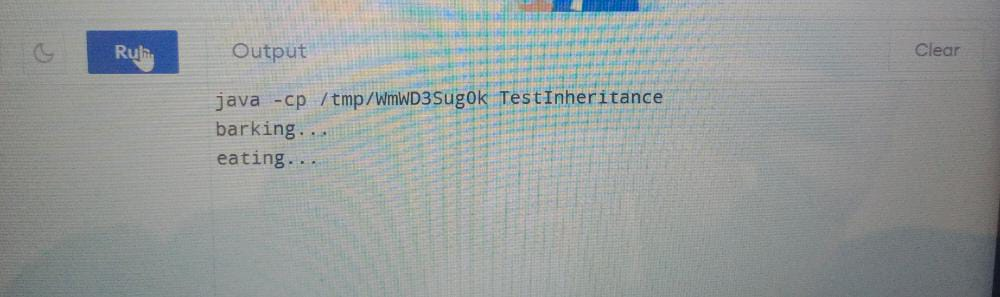 Run Output Clear
java -cp /tmp/WmWD3Sug0k TestInheritance
barking...
eating...